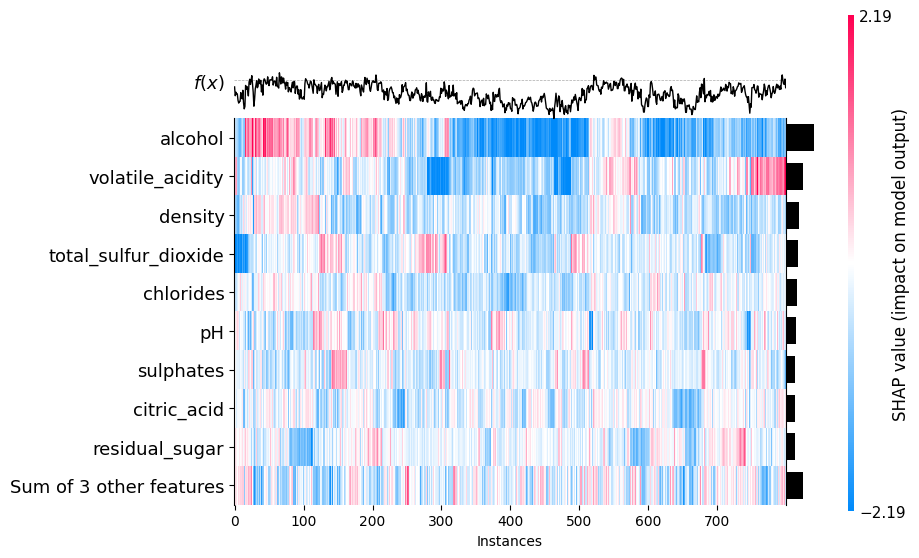 2.19
f(x)
alcohol
volatile_acidity
density
total_sulfur_dioxide
chlorides
pH
sulphates
citric_acid
residual_sugar
Sum of 3 other features
0 100 200 300 400 500 600 700
Instances
SHAP value (impact on model output)
−2.19